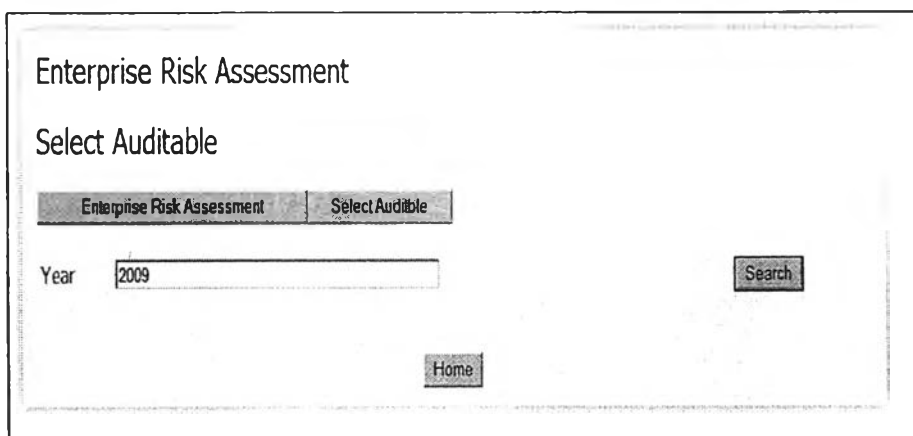 Enterprise Risk Assessment
Select Auditable
Enterprise Risk Assessment Select Auditble
Year 2009 Search
Home